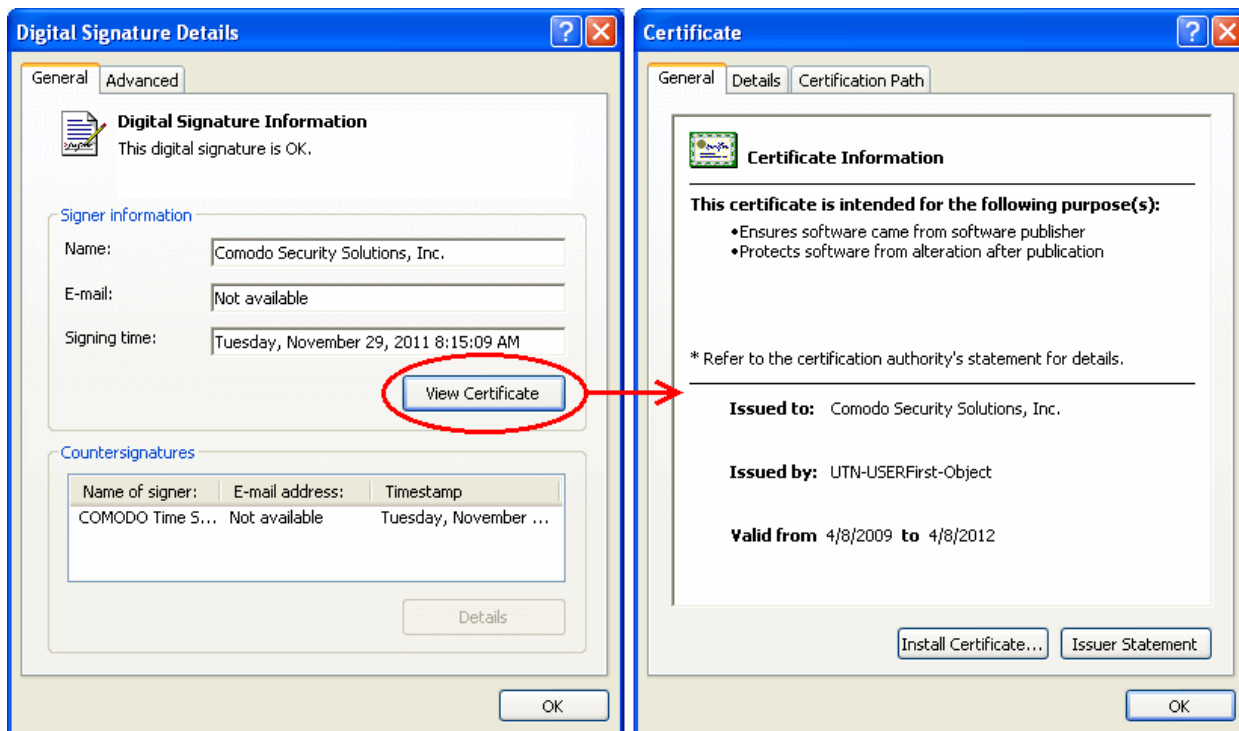 Digital Signature Details
General
Advanced
Digital Signature Information
This digital signature is OK.
Signer information
Name:
Comodo Security Solutions, Inc.
E-mail:
Not available
Signing time:
Tuesday, November 29, 2011 8:15:09 AM
View Certificate
Countersignatures
Name of signer: E-mail address: Timestamp
COMODO Time S... Not available Tuesday, November ...
Details
OK
Certificate
General
Details
Certification Path
Certificate Information
This certificate is intended for the following purpose(s):
•Ensures software came from software publisher
•Protects software from alteration after publication
* Refer to the certification authority's statement for details.
Issued to: Comodo Security Solutions, Inc.
Issued by: UTN-USERFirst-Object
Valid from 4/8/2009 to 4/8/2012
Install Certificate...
Issuer Statement
OK